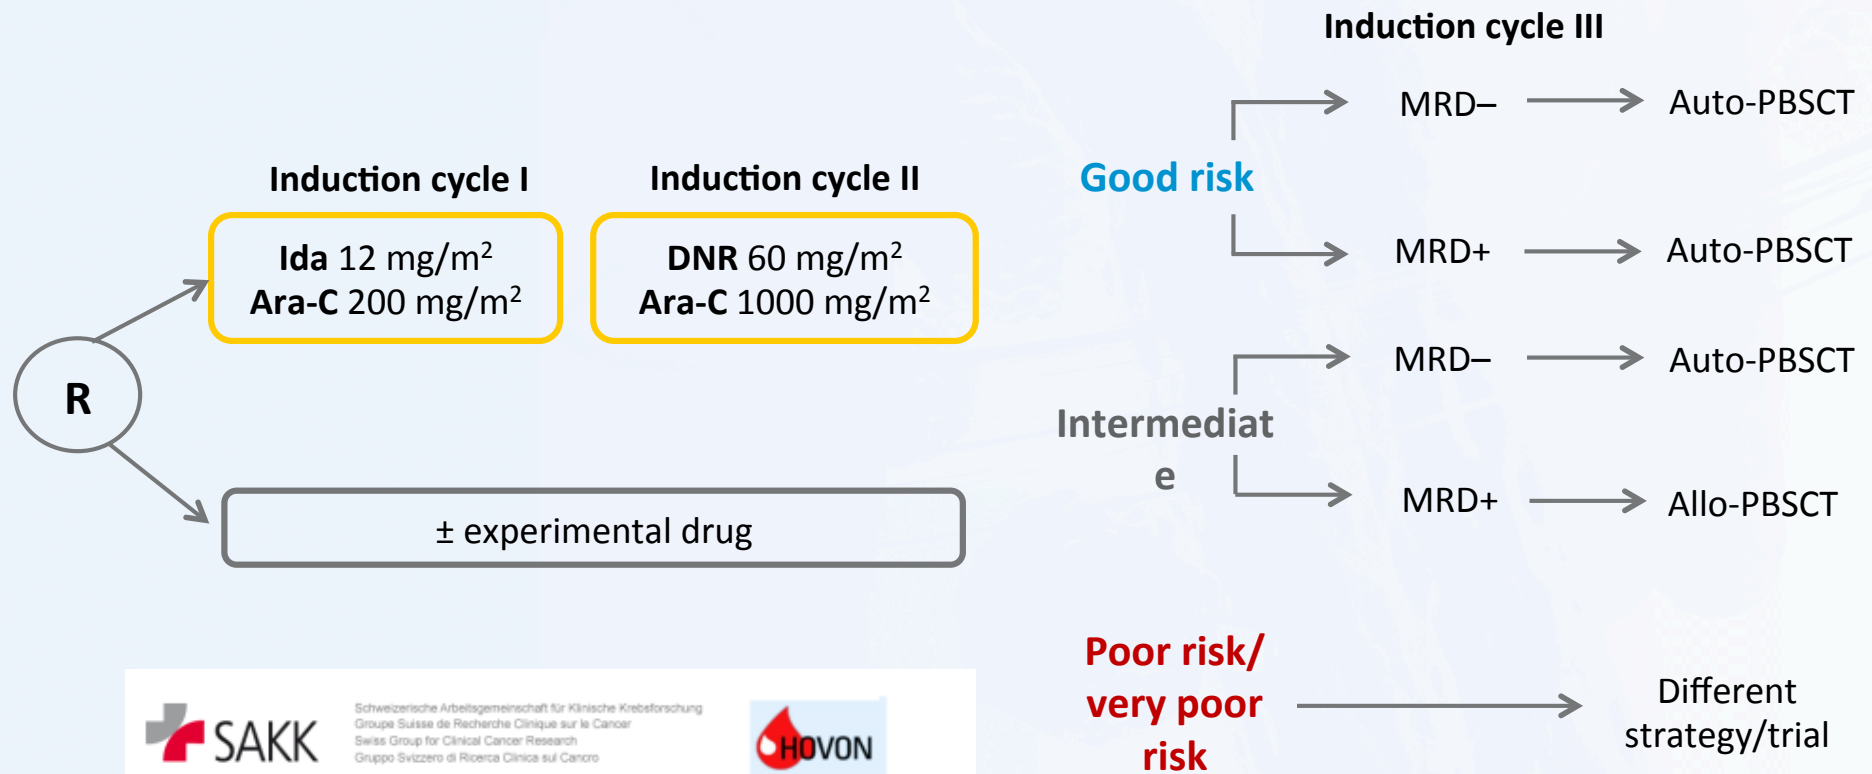 Induction cycle III
MRD– Auto-PBSCT
Good risk
MRD+ Auto-PBSCT
Induction cycle I
Ida 12 mg/m²
Ara-C 200 mg/m²
Induction cycle II
DNR 60 mg/m²
Ara-C 1000 mg/m²
R
± experimental drug
MRD– Auto-PBSCT
Intermediat
e
MRD+ Allo-PBSCT
Poor risk/
very poor
risk
Different
strategy/trial
SAKK
Schweizerische Arbeitsgemeinschaft für Klinische Krebsforschung
Groupe Suisse de Recherche Clinique sur le Cancer
Swiss Group for Clinical Cancer Research
Gruppo Svizzero di Ricerca Clinica sul Cancro
HOVON